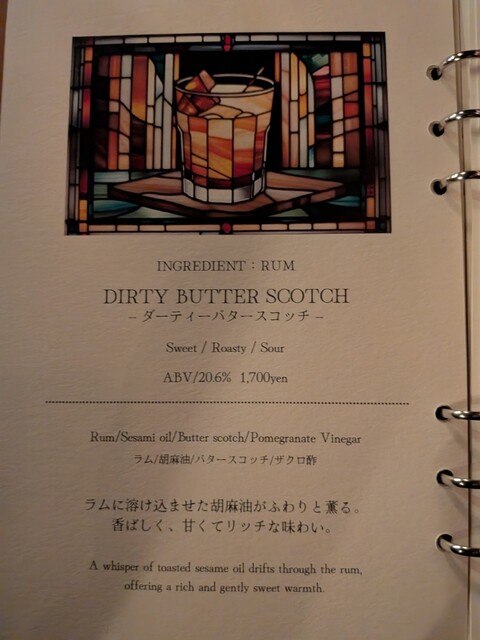 INGREDIENT : RUM
DIRTY BUTTER SCOTCH
– ダーティーバタースコッチ –
Sweet / Roasty / Sour
ABV/20.6% 1,700yen
Rum/Sesami oil/Butter scotch/Pomegranate Vinegar
ラム/胡麻油/バタースコッチ/ザクロ酢
ラムに溶け込ませた胡麻油がふわりと薫る。
香ばしく、甘くてリッチな味わい。
A whisper of toasted sesame oil drifts through the rum,
offering a rich and gently sweet warmth.